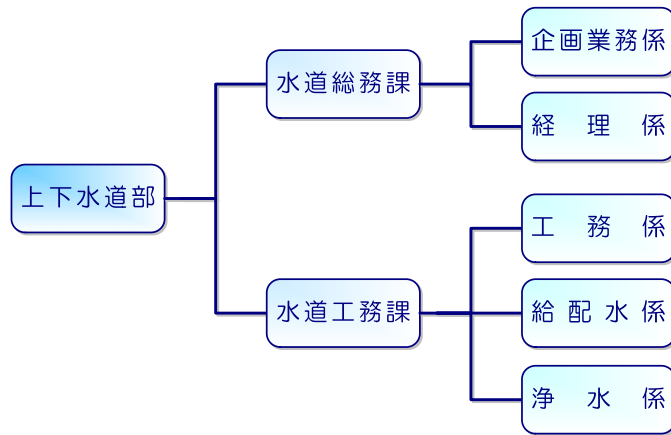 上下水道部
水道総務課
企画業務係
経理係
水道工務課
工務係
給配水係
浄水係